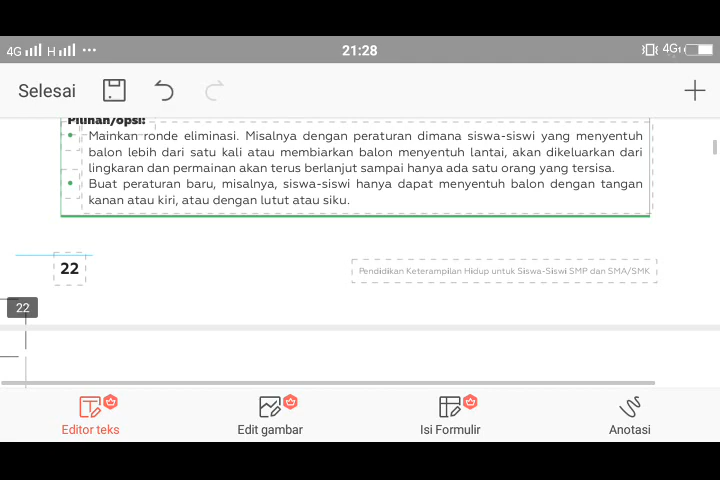 4G H ••• 21:28 4G
Selesai
Pilihan/opsi:
• Mainkan ronde eliminasi. Misalnya dengan peraturan dimana siswa-siswi yang menyentuh
balon lebih dari satu kali atau membiarkan balon menyentuh lantai, akan dikeluarkan dari
lingkaran dan permainan akan terus berlanjut sampai hanya ada satu orang yang tersisa.
• Buat peraturan baru, misalnya, siswa-siswi hanya dapat menyentuh balon dengan tangan
kanan atau kiri, atau dengan lutut atau siku.
22 Pendidikan Keterampilan Hidup untuk Siswa-Siswi SMP dan SMA/SMK
22
Editor teks Edit gambar Isi Formulir Anotasi